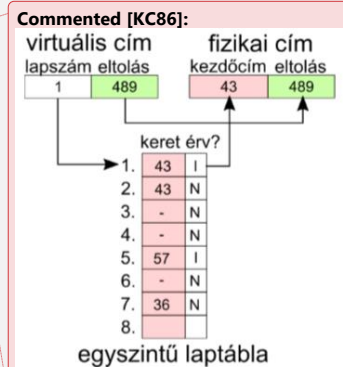 Commented [KC86]:
virtuális cím fizikai cím
lapszám eltolás kezdőcím eltolás
1 489 43 489
keret érv?
1. 43 I
2. 43 N
3. - N
4. - N
5. 57 I
6. - N
7. 36 N
8.
egyszintű laptábla